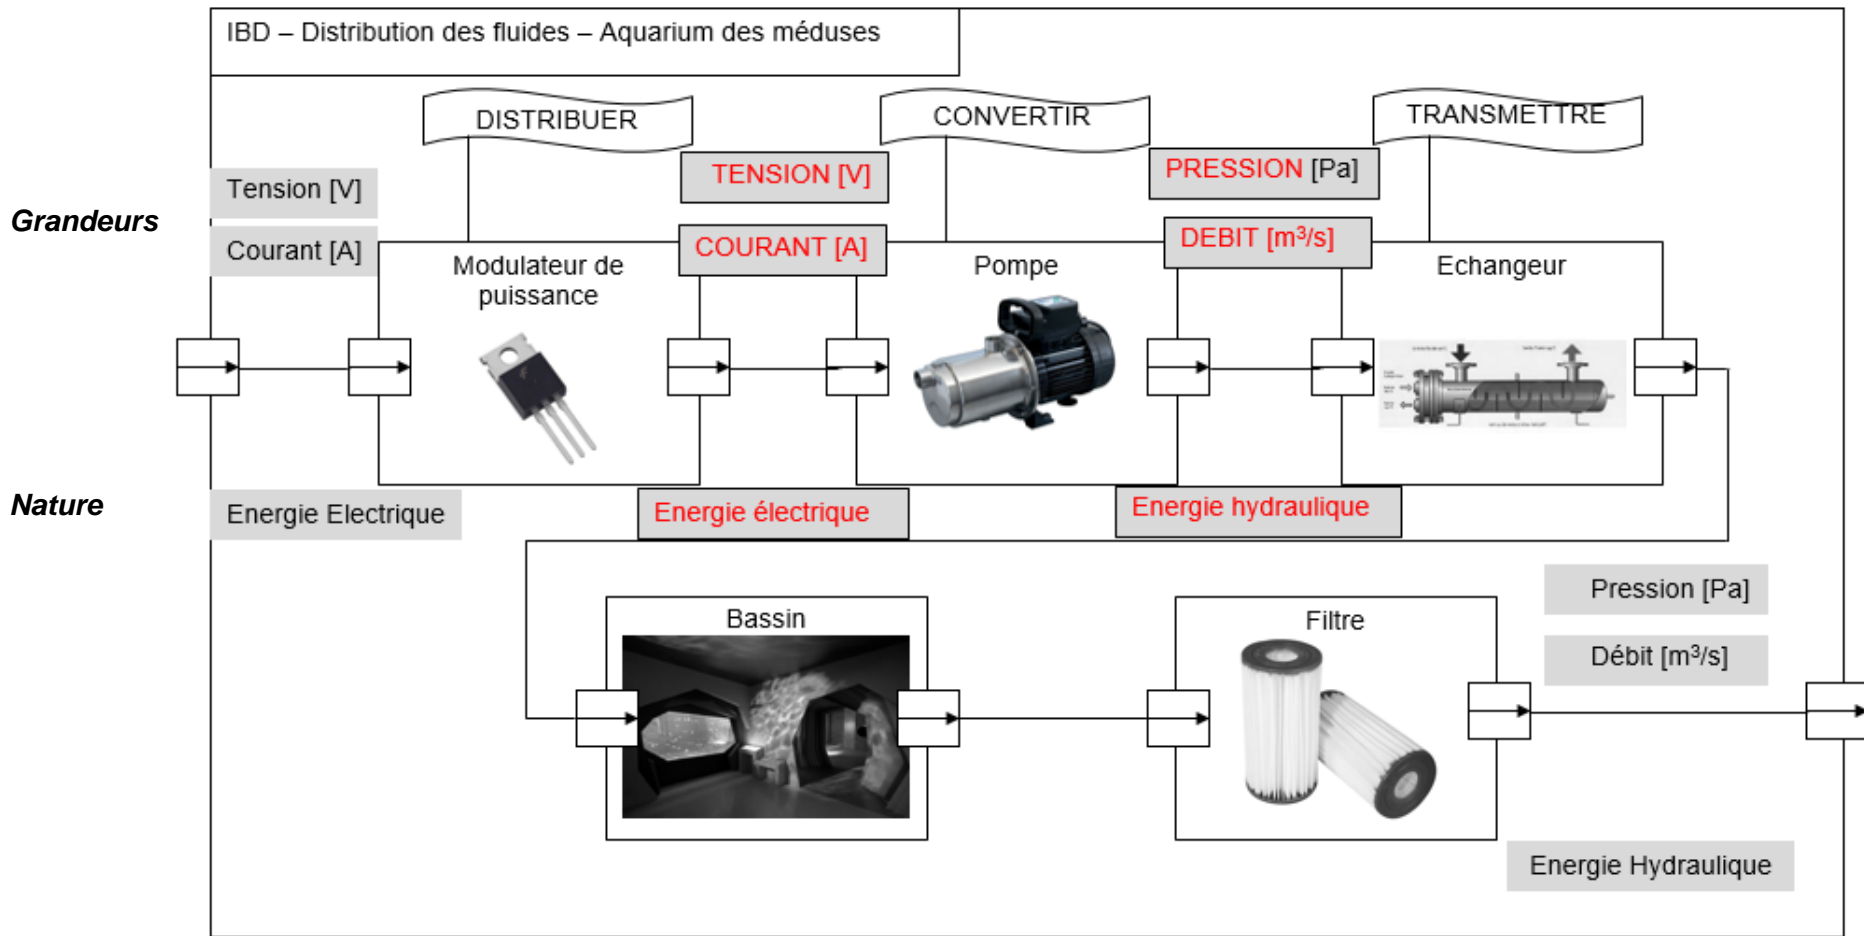 IBD – Distribution des fluides – Aquarium des méduses
DISTRIBUER
CONVERTIR
TRANSMETTRE
Grandeurs
Tension [V]
TENSION [V]
PRESSION [Pa]
Courant [A]
COURANT [A]
DEBIT [m³/s]
Modulateur de
puissance
Pompe
Echangeur
Nature
Energie Electrique
Energie électrique
Energie hydraulique
Bassin
Filtre
Pression [Pa]
Débit [m³/s]
Energie Hydraulique